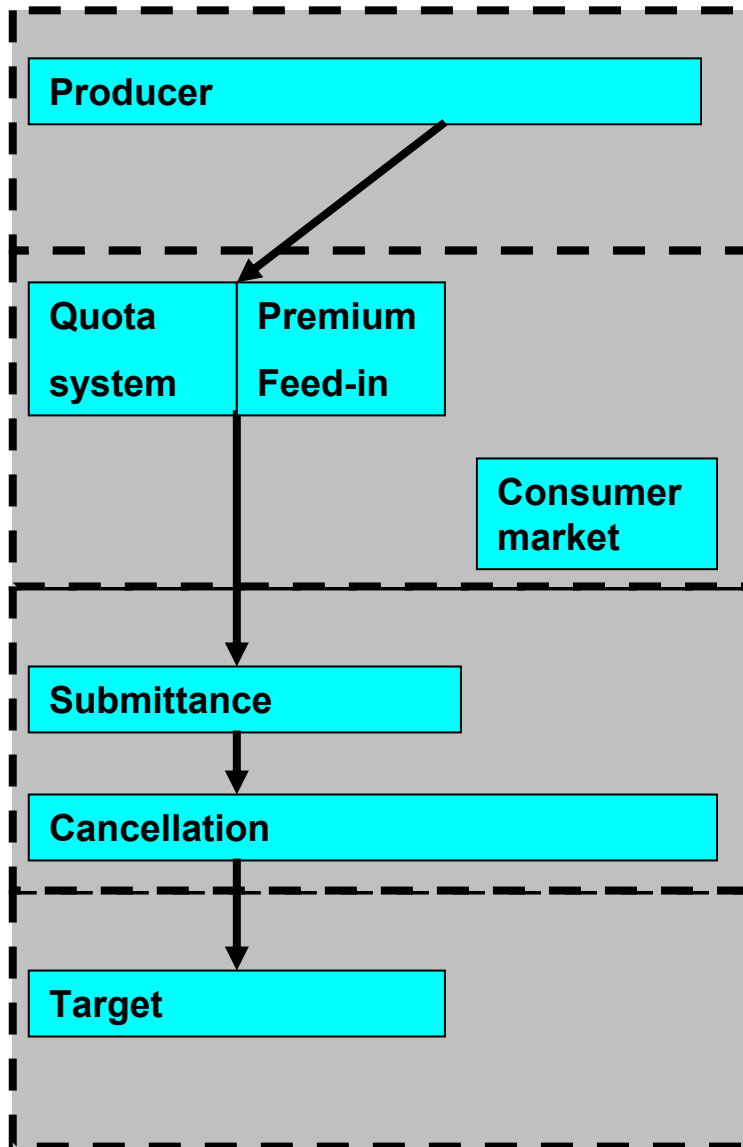 Producer
Quota
system
Premium
Feed-in
Consumer
market
Submittance
Cancellation
Target